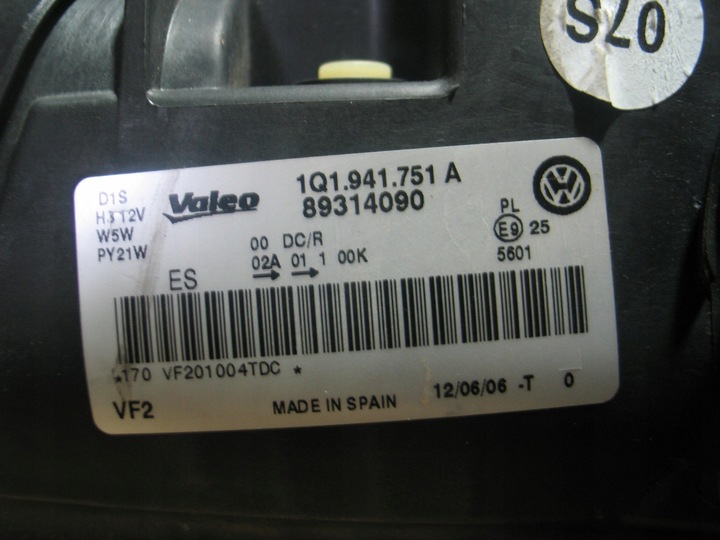 07S
D1S
H3 12V
W5W
PY21W
Valeo
1Q1.941.751 A
89314090
00 DC/R
02A 01 1 00K
PL
E9 25
5601
ES
*170 VF201004TDC *
VF2
MADE IN SPAIN
12/06/06 -T 0